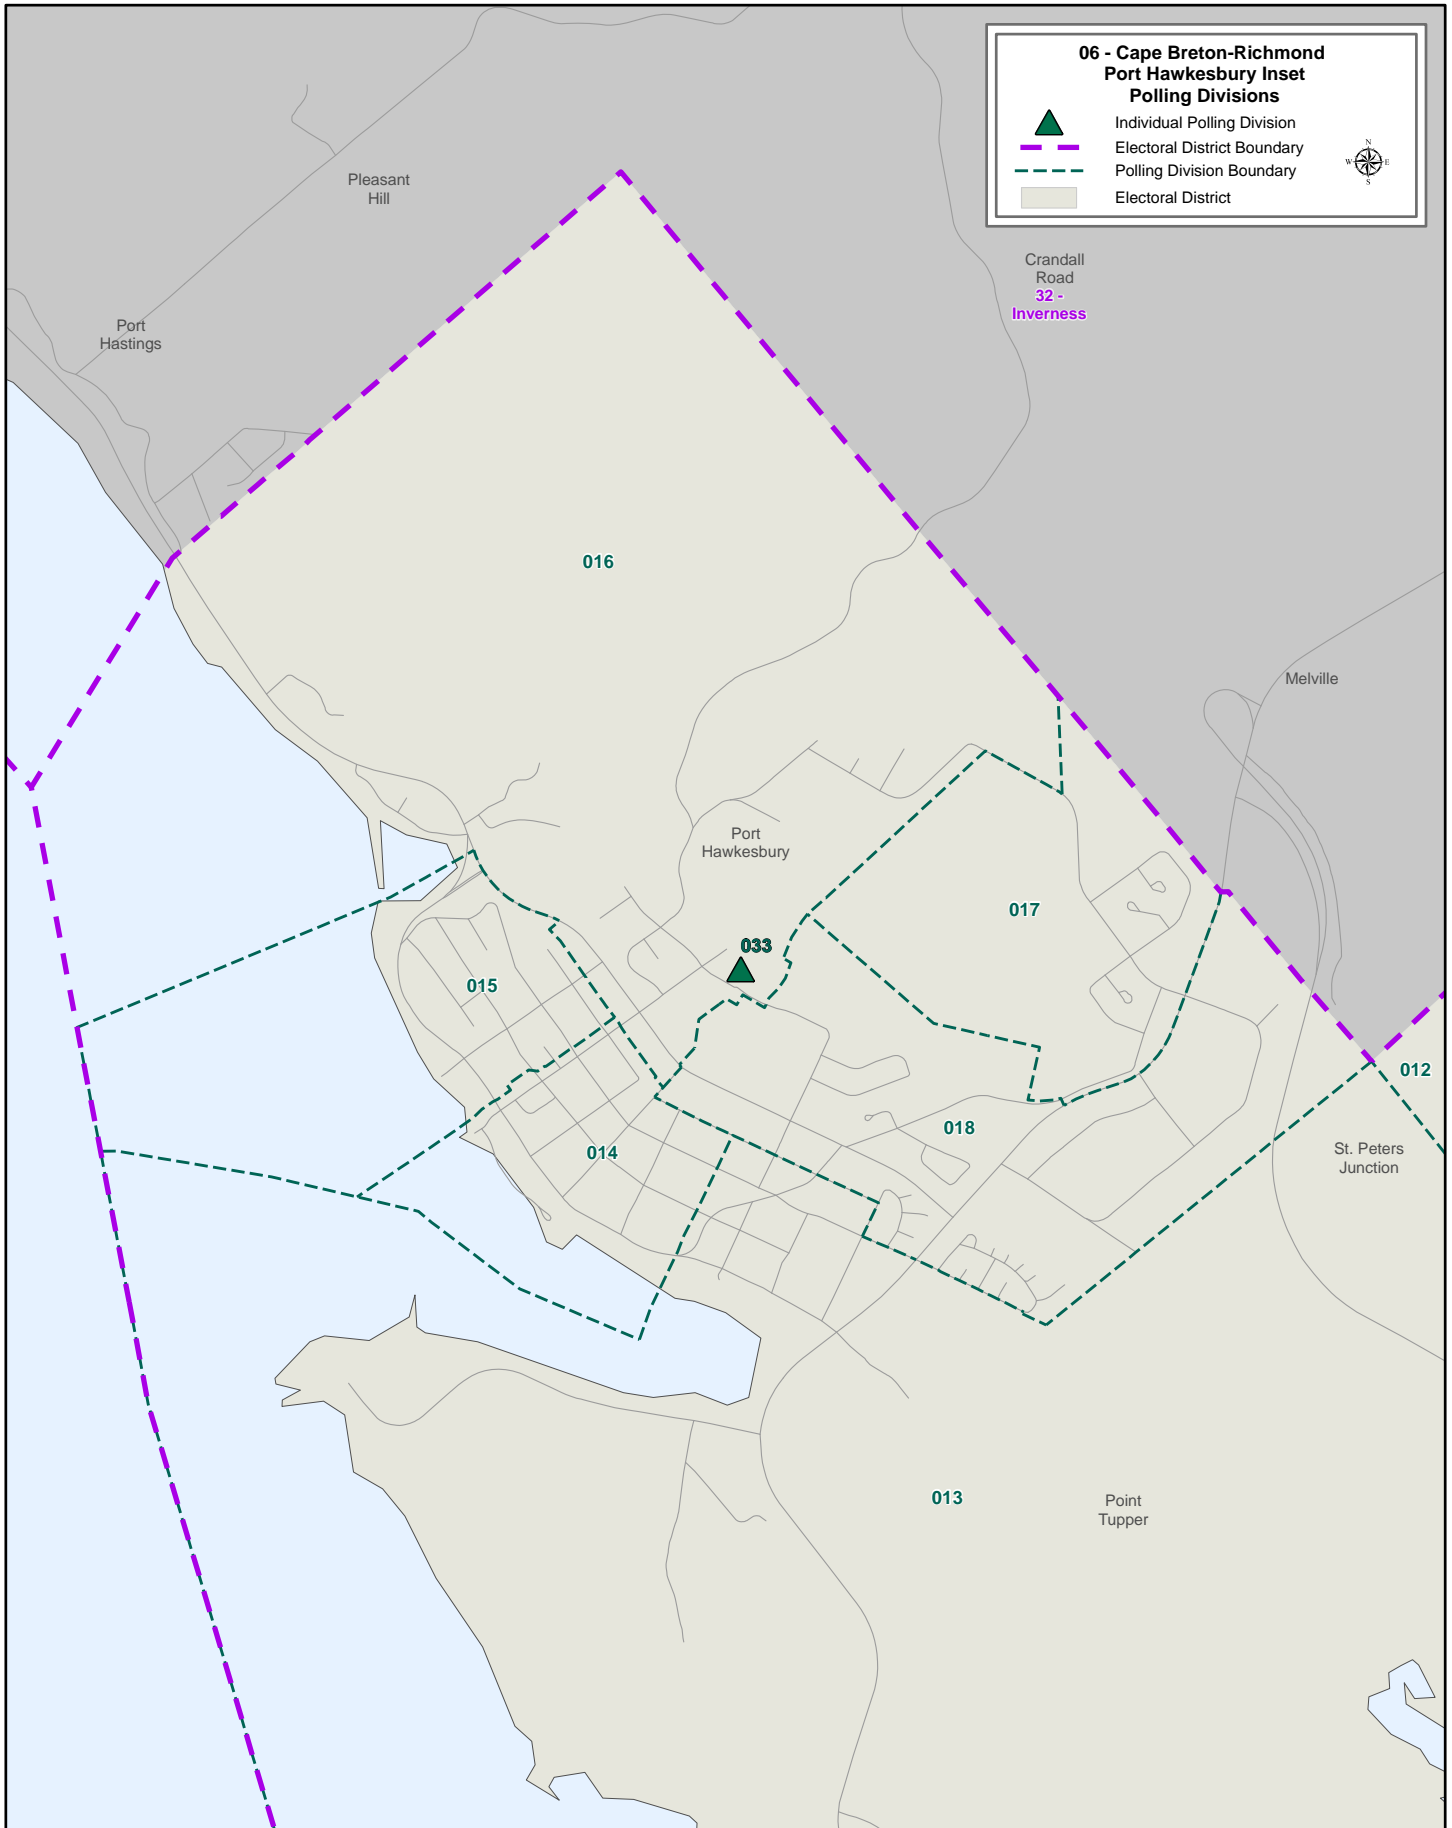 06 - Cape Breton-Richmond
Port Hawkesbury Inset
Polling Divisions
Individual Polling Division
Electoral District Boundary
Polling Division Boundary
Electoral District
N
W E
S
Pleasant
Hill
Crandall
Road
32 -
Inverness
Port
Hastings
016
Melville
Port
Hawkesbury
017
033
015
012
018
014
St. Peters
Junction
013
Point
Tupper